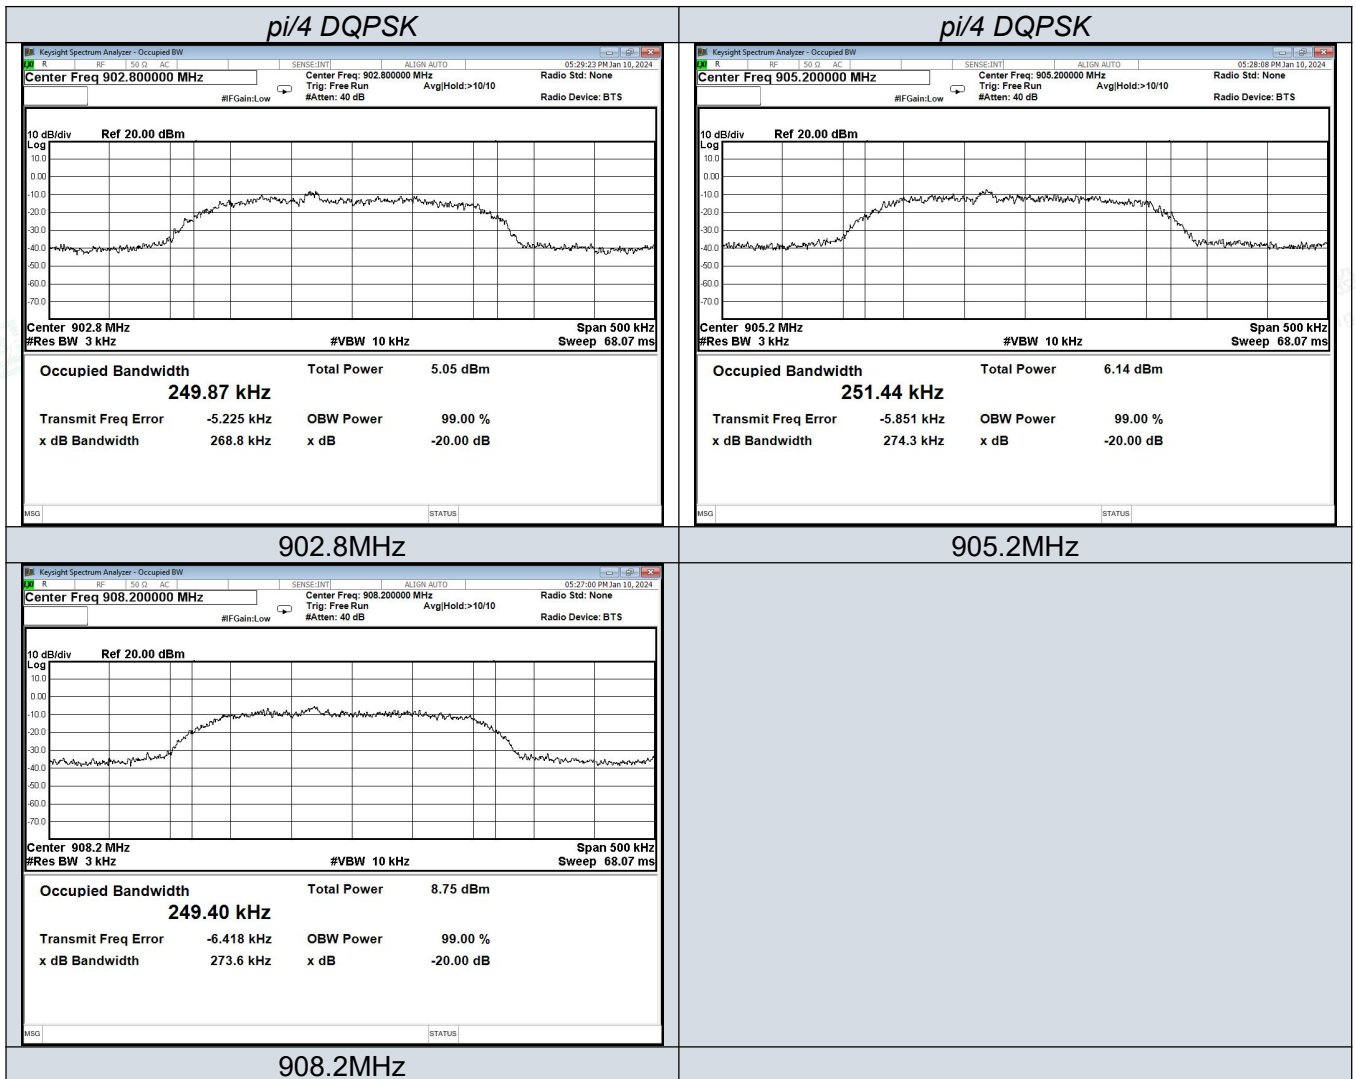 pi/4 DQPSK
pi/4 DQPSK
Keysight Spectrum Analyzer - Occupied BW
LXI R RF 50 Ω AC SENSE:INT ALIGN AUTO 05:29:23 PM Jan 10, 2024
Center Freq 902.800000 MHz Center Freq: 902.800000 MHz Radio Std: None
Trig: Free Run Avg|Hold:>10/10
#IFGain:Low #Atten: 40 dB Radio Device: BTS
10 dB/div Ref 20.00 dBm
Log
10.0
0.00
-10.0
-20.0
-30.0
-40.0
-50.0
-60.0
-70.0
Center 902.8 MHz Span 500 kHz
#Res BW 3 kHz #VBW 10 kHz Sweep 68.07 ms
Occupied Bandwidth Total Power 5.05 dBm
249.87 kHz
Transmit Freq Error -5.225 kHz OBW Power 99.00 %
x dB Bandwidth 268.8 kHz x dB -20.00 dB
MSG STATUS
Keysight Spectrum Analyzer - Occupied BW
LXI R RF 50 Ω AC SENSE:INT ALIGN AUTO 05:28:08 PM Jan 10, 2024
Center Freq 905.200000 MHz Center Freq: 905.200000 MHz Radio Std: None
Trig: Free Run Avg|Hold:>10/10
#IFGain:Low #Atten: 40 dB Radio Device: BTS
10 dB/div Ref 20.00 dBm
Log
10.0
0.00
-10.0
-20.0
-30.0
-40.0
-50.0
-60.0
-70.0
Center 905.2 MHz Span 500 kHz
#Res BW 3 kHz #VBW 10 kHz Sweep 68.07 ms
Occupied Bandwidth Total Power 6.14 dBm
251.44 kHz
Transmit Freq Error -5.851 kHz OBW Power 99.00 %
x dB Bandwidth 274.3 kHz x dB -20.00 dB
MSG STATUS
902.8MHz
905.2MHz
Keysight Spectrum Analyzer - Occupied BW
LXI R RF 50 Ω AC SENSE:INT ALIGN AUTO 05:27:00 PM Jan 10, 2024
Center Freq 908.200000 MHz Center Freq: 908.200000 MHz Radio Std: None
Trig: Free Run Avg|Hold:>10/10
#IFGain:Low #Atten: 40 dB Radio Device: BTS
10 dB/div Ref 20.00 dBm
Log
10.0
0.00
-10.0
-20.0
-30.0
-40.0
-50.0
-60.0
-70.0
Center 908.2 MHz Span 500 kHz
#Res BW 3 kHz #VBW 10 kHz Sweep 68.07 ms
Occupied Bandwidth Total Power 8.75 dBm
249.40 kHz
Transmit Freq Error -6.418 kHz OBW Power 99.00 %
x dB Bandwidth 273.6 kHz x dB -20.00 dB
MSG STATUS
908.2MHz